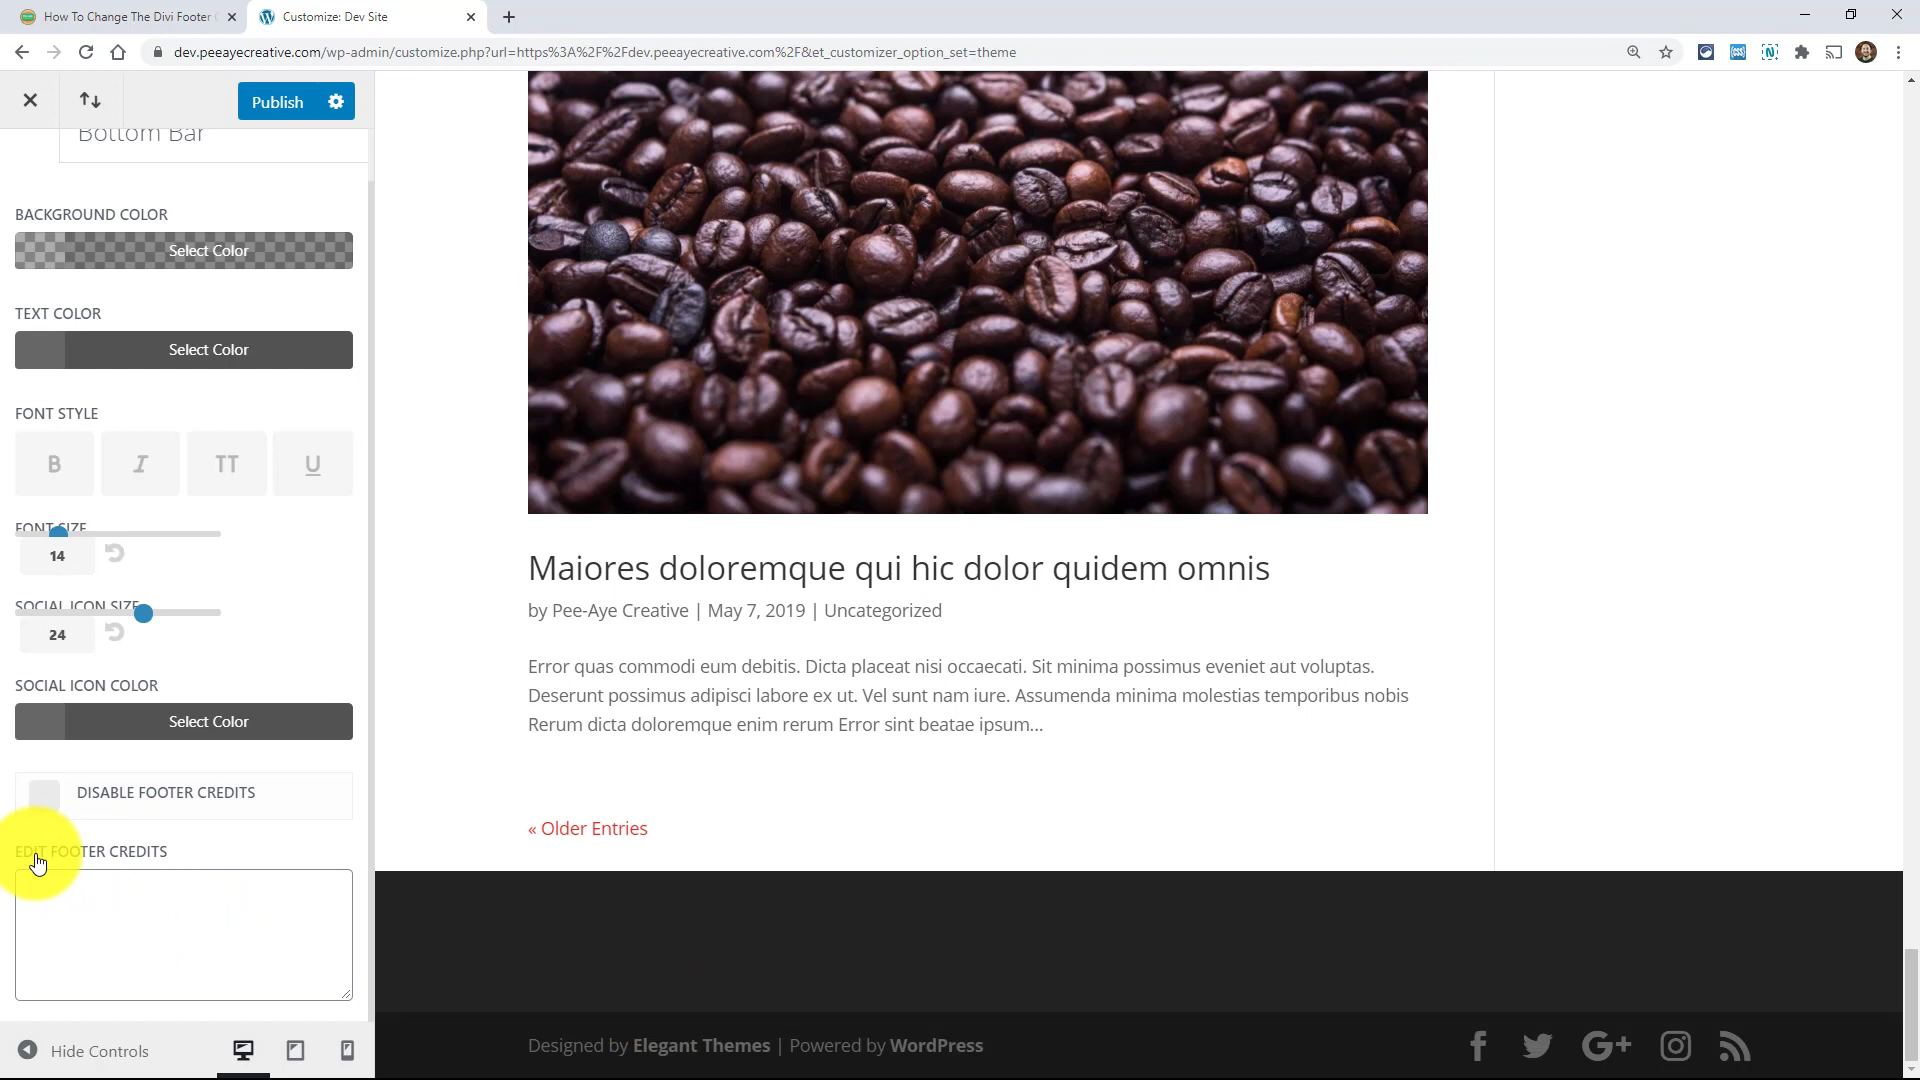 How To Change The Divi Footer
Customize: Dev Site
dev.peeayecreative.com/wp-admin/customize.php?url=https%3A%2F%2Fdev.peeayecreative.com%2F&et_customizer_option_set=theme
Publish
Bottom Bar
BACKGROUND COLOR
Select Color
TEXT COLOR
Select Color
FONT STYLE
B I TT U
FONT SIZE
14
SOCIAL ICON SIZE
24
SOCIAL ICON COLOR
Select Color
DISABLE FOOTER CREDITS
EDIT FOOTER CREDITS
Hide Controls
Maiores doloremque qui hic dolor quidem omnis
by Pee-Aye Creative | May 7, 2019 | Uncategorized
Error quas commodi eum debitis. Dicta placeat nisi occaecati. Sit minima possimus eveniet aut voluptas.
Deserunt possimus adipisci labore ex ut. Vel sunt nam iure. Assumenda minima molestias temporibus nobis
Rerum dicta doloremque enim rerum Error sint beatae ipsum...
« Older Entries
Designed by Elegant Themes | Powered by WordPress